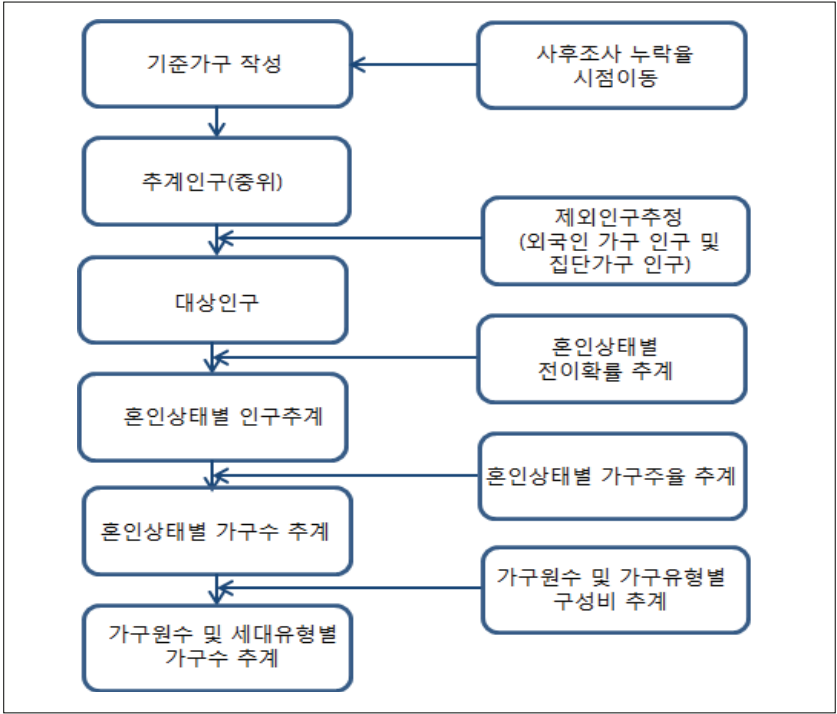 기준가구 작성
사후조사 누락율
시점이동
추계인구(중위)
제외인구추정
(외국인 가구 인구 및
집단가구 인구)
대상인구
혼인상태별
전이확률 추계
혼인상태별 인구추계
혼인상태별 가구주율 추계
혼인상태별 가구수 추계
가구원수 및 가구유형별
구성비 추계
가구원수 및 세대유형별
가구수 추계